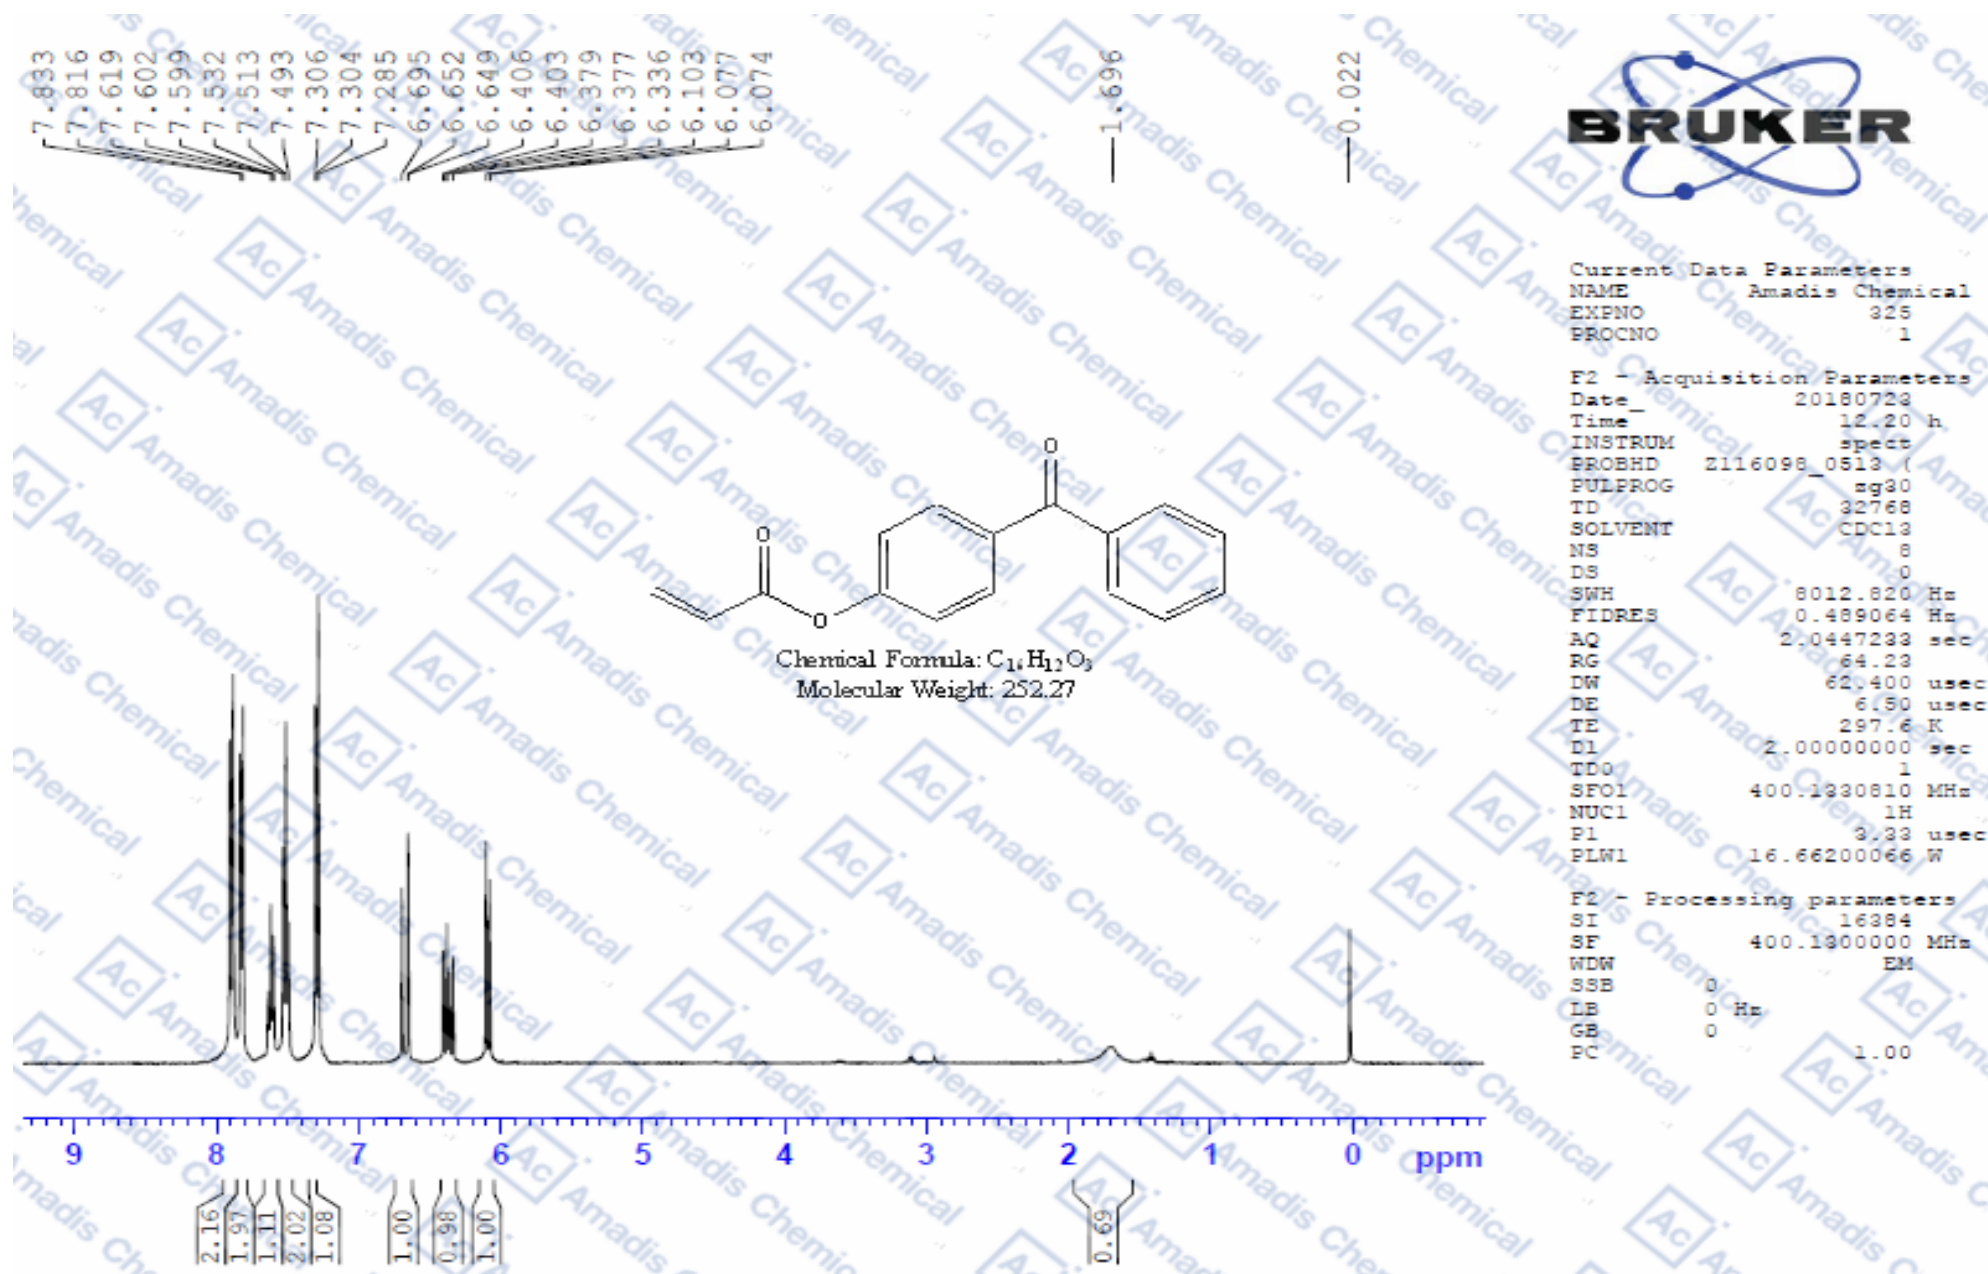 7.833
7.816
7.619
7.602
7.599
7.532
7.513
7.493
7.306
7.304
7.285
6.695
6.652
6.649
6.406
6.403
6.379
6.377
6.336
6.103
6.077
6.074
1.696
0.022
BRUKER
Current Data Parameters
NAME Amadis Chemical
EXPNO 325
PROCNO 1
F2 - Acquisition Parameters
Date_ 20180723
Time 12.20 h
INSTRUM spect
PROBHD Z116098_0513 (
PULPROG zg30
TD 32768
SOLVENT CDCl3
NS 8
DS 0
SWH 8012.820 Hz
FIDRES 0.489064 Hz
AQ 2.0447233 sec
RG 64.23
DW 62.400 usec
DE 6.50 usec
TE 297.6 K
D1 2.00000000 sec
TD0 1
SFO1 400.1330810 MHz
NUC1 1H
P1 3.33 usec
PLW1 16.66200066 W
F2 - Processing parameters
SI 16384
SF 400.1300000 MHz
WDW EM
SSB 0
LB 0 Hz
GB 0
PC 1.00
O
O
O
Chemical Formula: C₁₆H₁₂O₃
Molecular Weight: 252.27
9 8 7 6 5 4 3 2 1 0 ppm
2.16
1.97
1.11
2.02
1.08
1.00
0.98
1.00
0.69
Ac Amadis Chemical